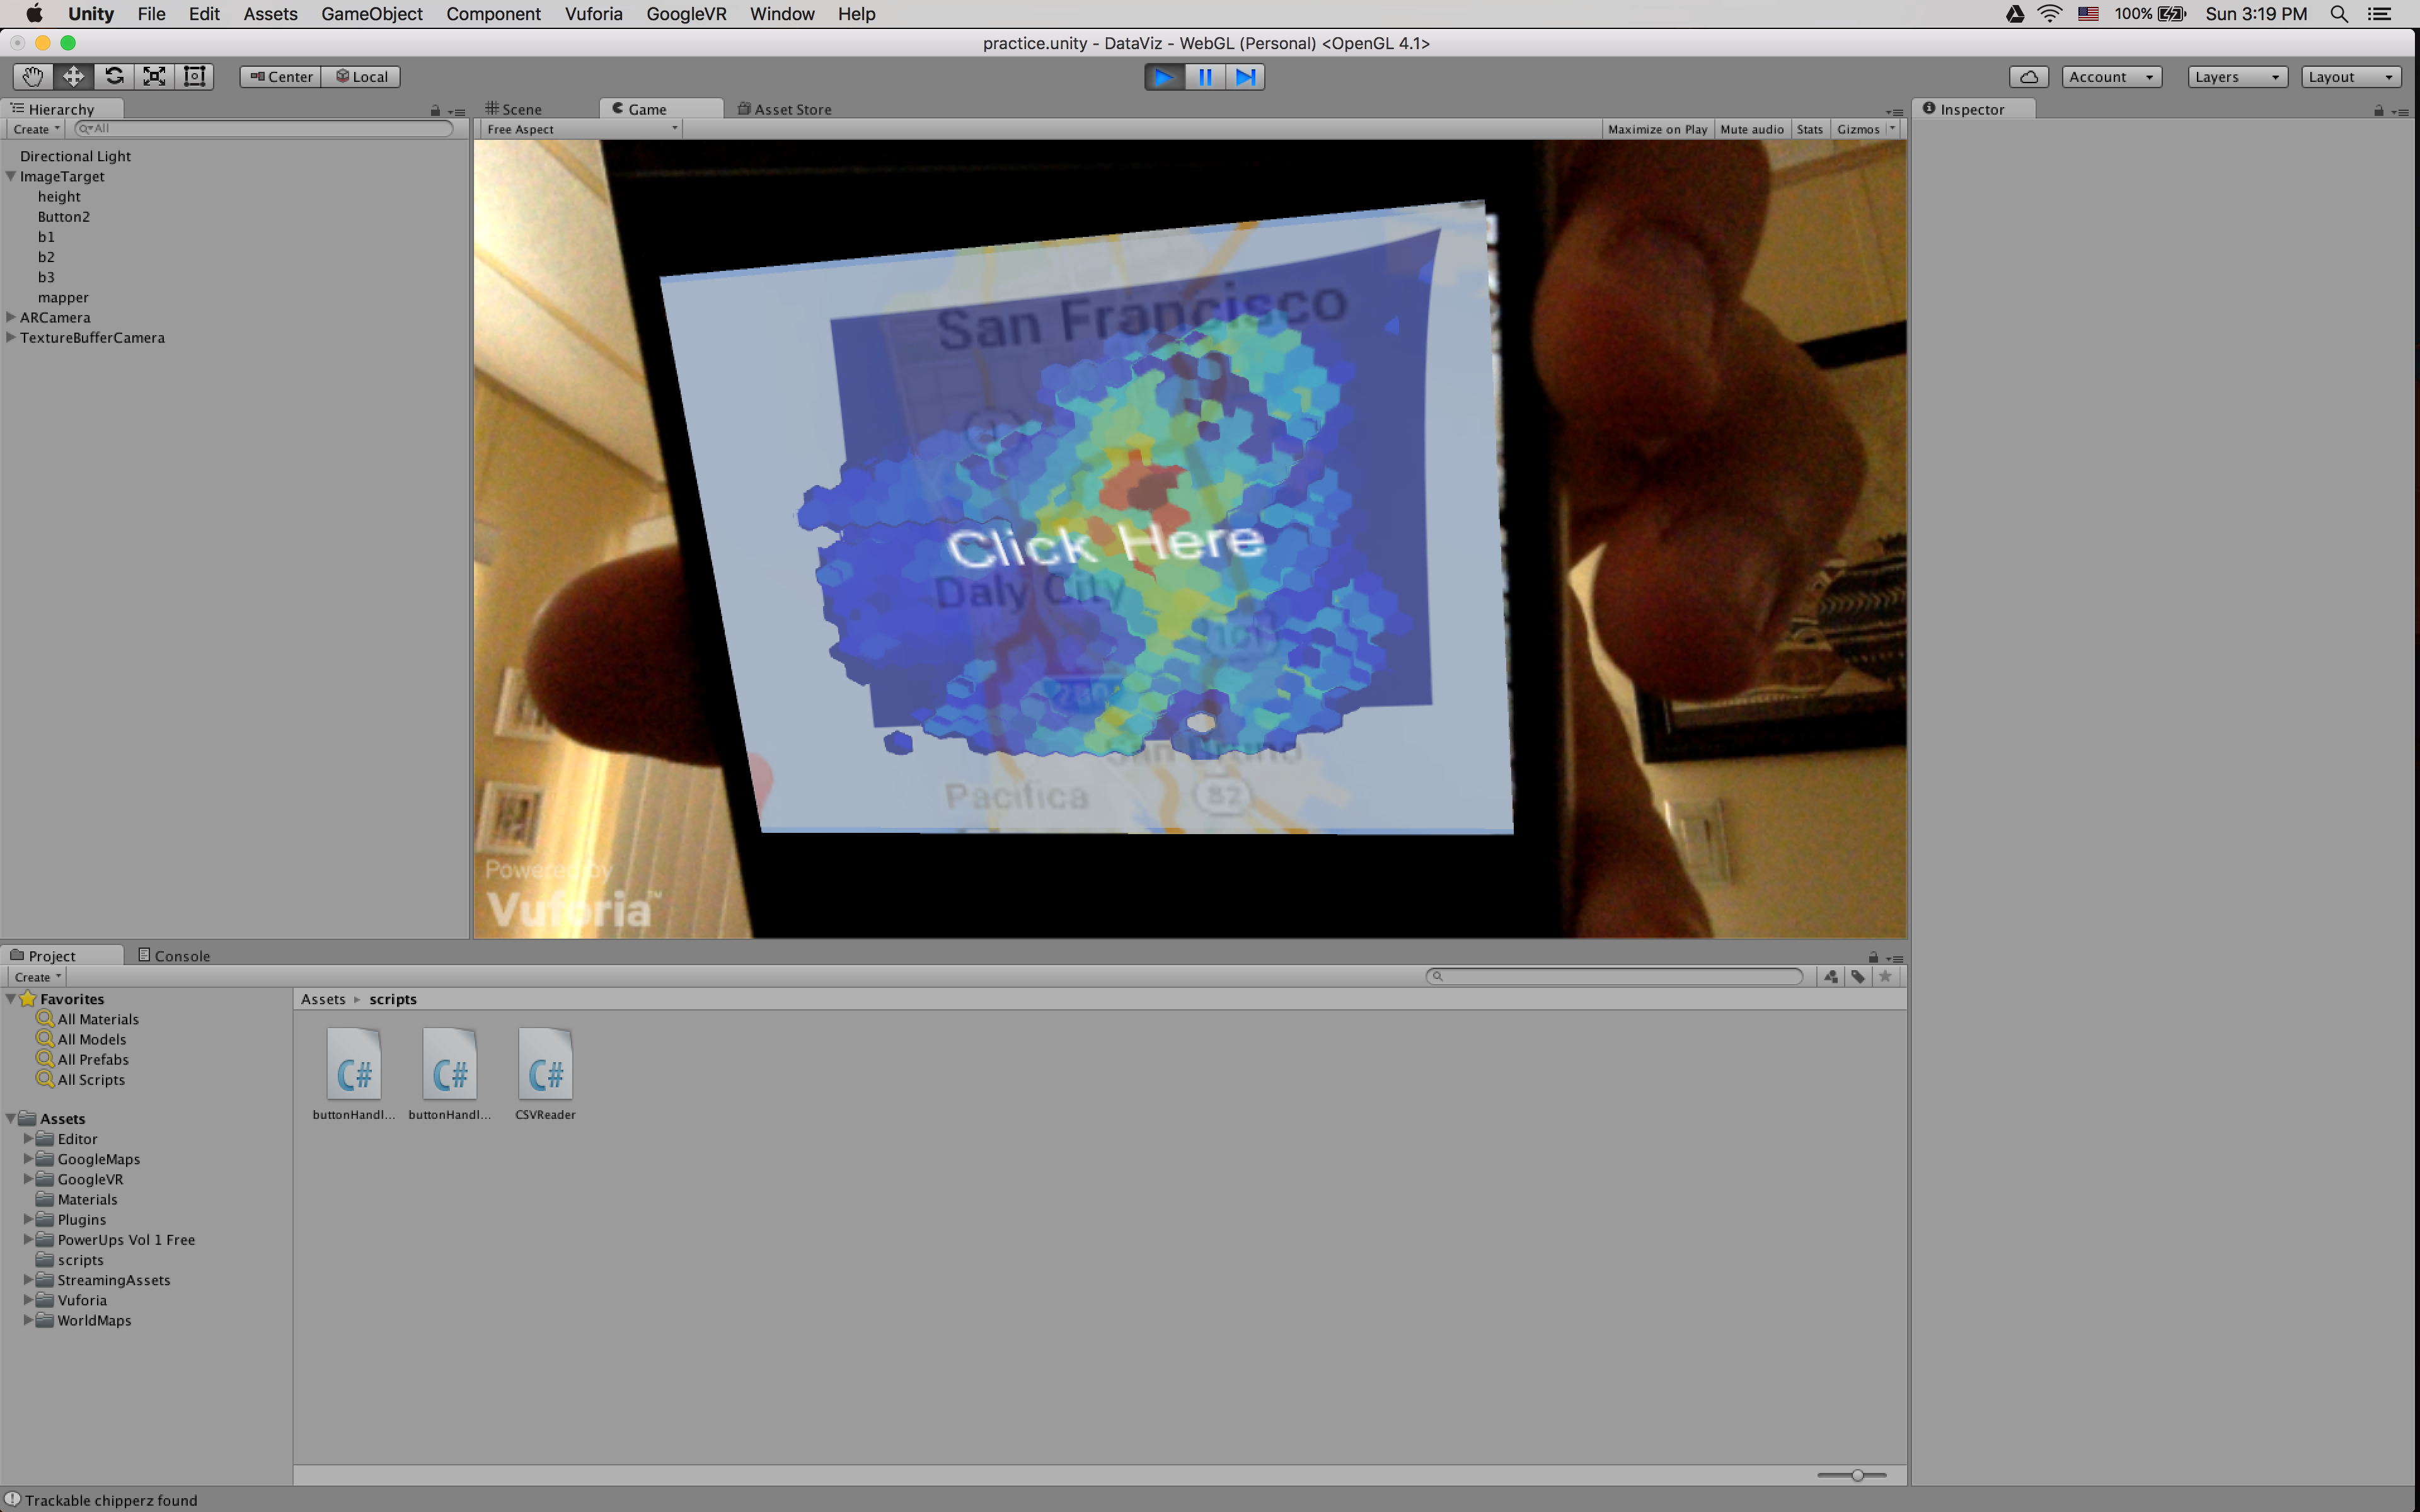 Unity File Edit Assets GameObject Component Vuforia GoogleVR Window Help 100% Sun 3:19 PM
practice.unity - DataViz - WebGL (Personal) <OpenGL 4.1>
Center Local Account Layers Layout
Hierarchy Scene Game Asset Store Inspector
Create All Free Aspect Maximize on Play Mute audio Stats Gizmos
Directional Light
ImageTarget
height
Button2
b1
b2
b3
mapper
ARCamera
TextureBufferCamera
San Francisco
Click Here
Daly City
101
280
San Bruno
Pacifica
82
Powered by
Vuforia™
Project Console
Create
Favorites
All Materials
All Models
All Prefabs
All Scripts
Assets
Editor
GoogleMaps
GoogleVR
Materials
Plugins
PowerUps Vol 1 Free
scripts
StreamingAssets
Vuforia
WorldMaps
Assets scripts
C# C# C#
buttonHandl... buttonHandl... CSVReader
Trackable chipperz found